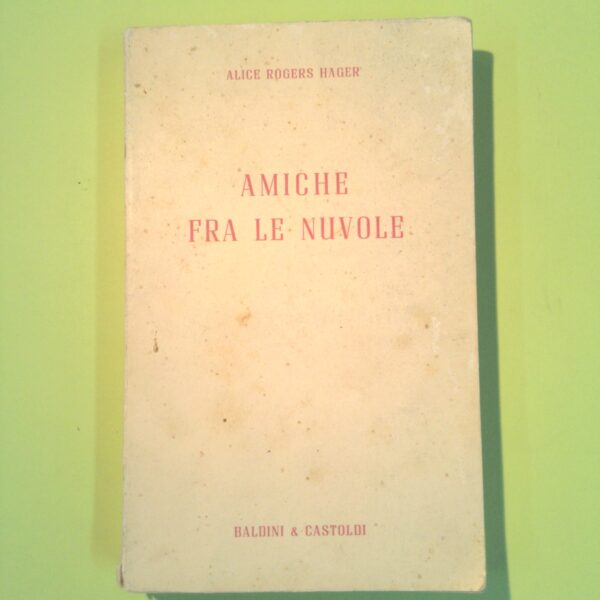 ALICE ROGERS HAGER
AMICHE
FRA LE NUVOLE
BALDINI & CASTOLDI